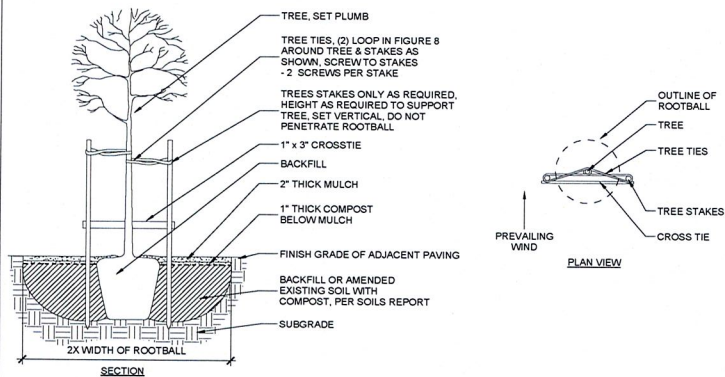 TREE, SET PLUMB
TREE TIES, (2) LOOP IN FIGURE 8
AROUND TREE & STAKES AS
SHOWN, SCREW TO STAKES
- 2 SCREWS PER STAKE
TREES STAKES ONLY AS REQUIRED,
HEIGHT AS REQUIRED TO SUPPORT
TREE, SET VERTICAL, DO NOT
PENETRATE ROOTBALL
1" x 3" CROSSTIE
BACKFILL
2" THICK MULCH
1" THICK COMPOST
BELOW MULCH
FINISH GRADE OF ADJACENT PAVING
BACKFILL OR AMENDED
EXISTING SOIL WITH
COMPOST, PER SOILS REPORT
SUBGRADE
2X WIDTH OF ROOTBALL
SECTION
OUTLINE OF
ROOTBALL
TREE
TREE TIES
TREE STAKES
CROSS TIE
PREVAILING
WIND
PLAN VIEW